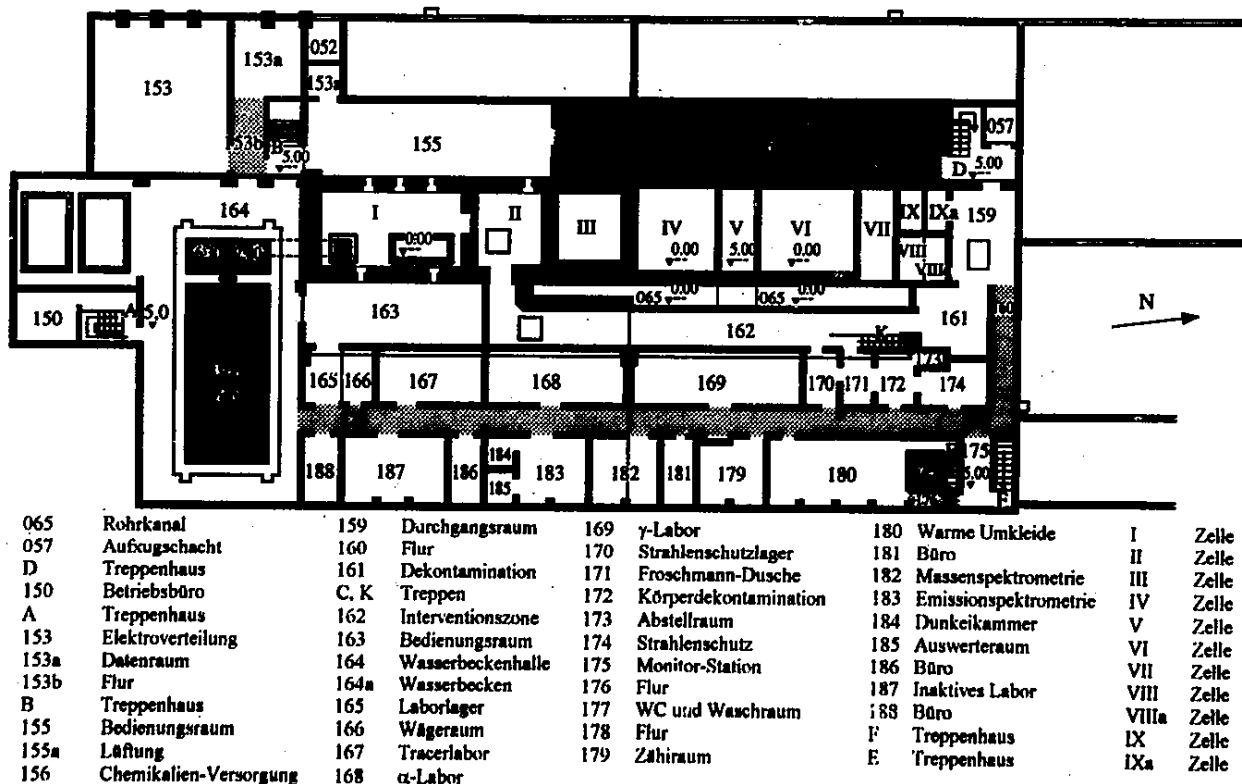 052
153a
153
153a
057
153b
B
5.00
155
D
5.00
164
I
II
III
IV
V
VI
VII
IX
IXa
159
0.00
0.00
5.00
0.00
VIII
VIII
065
0.00
065
0.00
N
150
A
5,0
163
162
K
161
173
165
166
167
168
169
170
171
172
174
188
187
186
184
185
183
182
181
179
180
175
5.00
065 Rohrkanal
057 Aufxugschacht
D Treppenhaus
150 Betriebsbüro
A Treppenhaus
153 Elektroverteilung
153a Datenraum
153b Flur
B Treppenhaus
155 Bedienungsraum
155a Lüftung
156 Chemikalien-Versorgung
159 Durchgangsraum
160 Flur
161 Dekontamination
C, K Treppen
162 Interventionszone
163 Bedienungsraum
164 Wasserbeckenhalle
164a Wasserbecken
165 Laborlager
166 Wägeraum
167 Tracerlabor
168 α-Labor
169 γ-Labor
170 Strahlenschutzlager
171 Froschmann-Dusche
172 Körperdekontamination
173 Abstellraum
174 Strahlenschutz
175 Monitor-Station
176 Flur
177 WC und Waschraum
178 Flur
179 Zähiraum
180 Warme Umkleide
181 Büro
182 Massenspektrometrie
183 Emissionspektrometrie
184 Dunkeikammer
185 Auswerteraum
186 Büro
187 Inaktives Labor
188 Büro
F Treppenhaus
E Treppenhaus
I Zelle
II Zelle
III Zelle
IV Zelle
V Zelle
VI Zelle
VII Zelle
VIII Zelle
VIIIa Zelle
IX Zelle
IXa Zelle